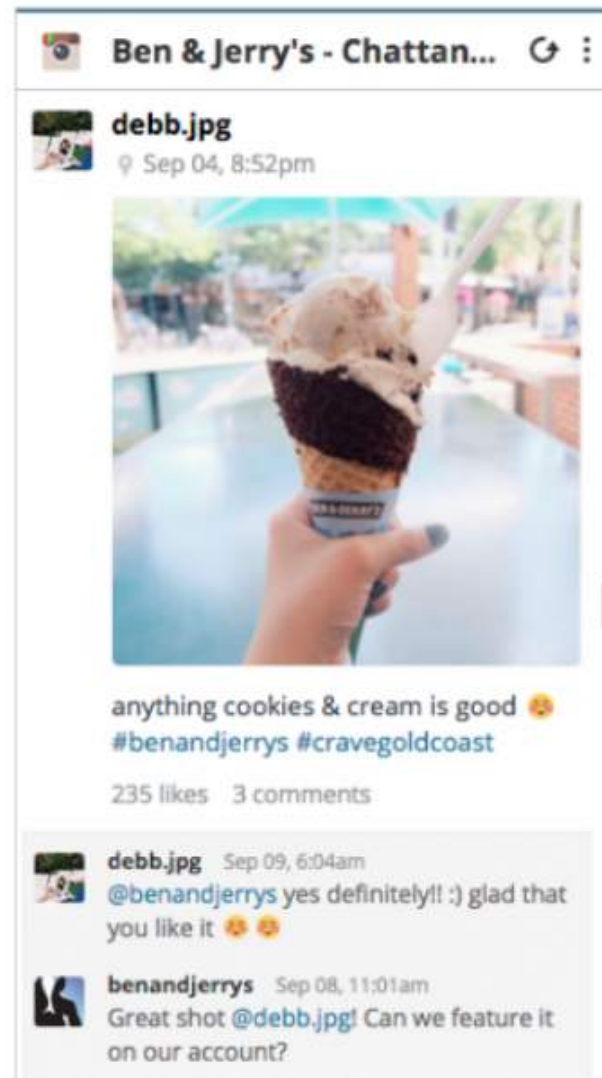 Ben & Jerry's - Chattan...
debb.jpg
Sep 04, 8:52pm
BEN & JERRY'S
anything cookies & cream is good 😊
#benandjerrys #cravegoldcoast
235 likes 3 comments
debb.jpg Sep 09, 6:04am
@benandjerrys yes definitely!! :) glad that
you like it 😊 😊
benandjerrys Sep 08, 11:01am
Great shot @debb.jpg! Can we feature it
on our account?